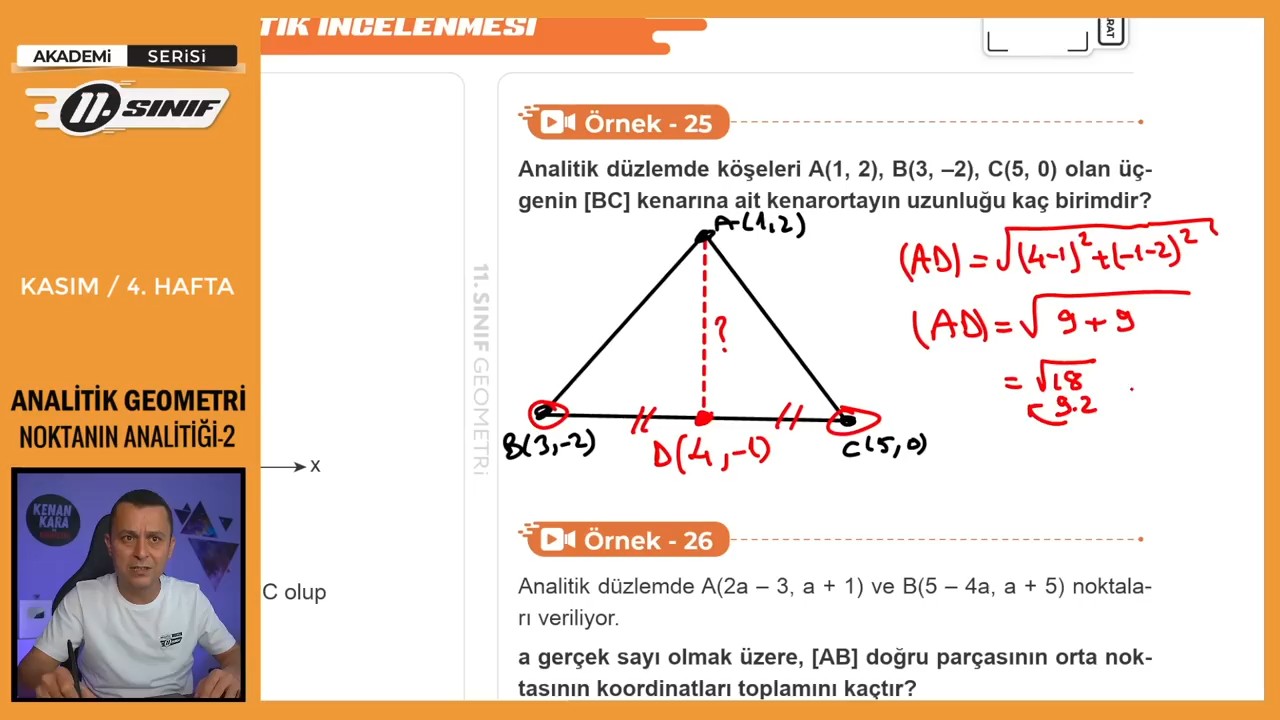 TİK İNCELENMESİ
RAT
AKADEMİ SERİSİ
11. SINIF
KASIM / 4. HAFTA
ANALİTİK GEOMETRİ
NOKTANIN ANALİTİĞİ-2
KENAN
KARA
x
C olup
11. SINIF GEOMETRİ
Örnek - 25
Analitik düzlemde köşeleri A(1, 2), B(3, –2), C(5, 0) olan üç-
genin [BC] kenarına ait kenarortayın uzunluğu kaç birimdir?
A(1,2)
?
B(3,-2)
D(4,-1)
C(5,0)
(AD) = √(4-1)²+(-1-2)²
(AD) = √9+9
= √18
9.2
Örnek - 26
Analitik düzlemde A(2a – 3, a + 1) ve B(5 – 4a, a + 5) noktala-
rı veriliyor.
a gerçek sayı olmak üzere, [AB] doğru parçasının orta nok-
tasının koordinatları toplamını kaçtır?